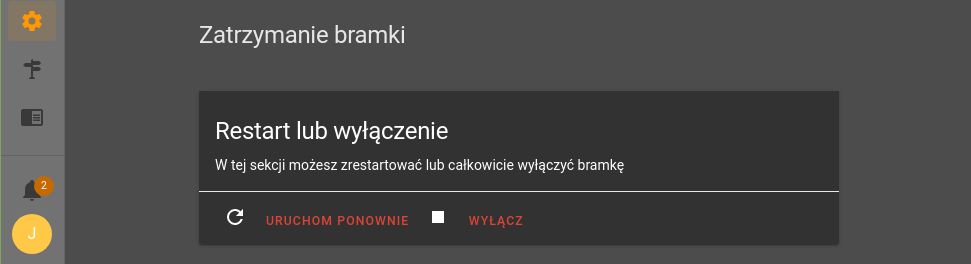 Zatrzymanie bramki
Restart lub wyłączenie
W tej sekcji możesz zrestartować lub całkowicie wyłączyć bramkę
2
URUCHOM PONOWNIE WYŁĄCZ
J